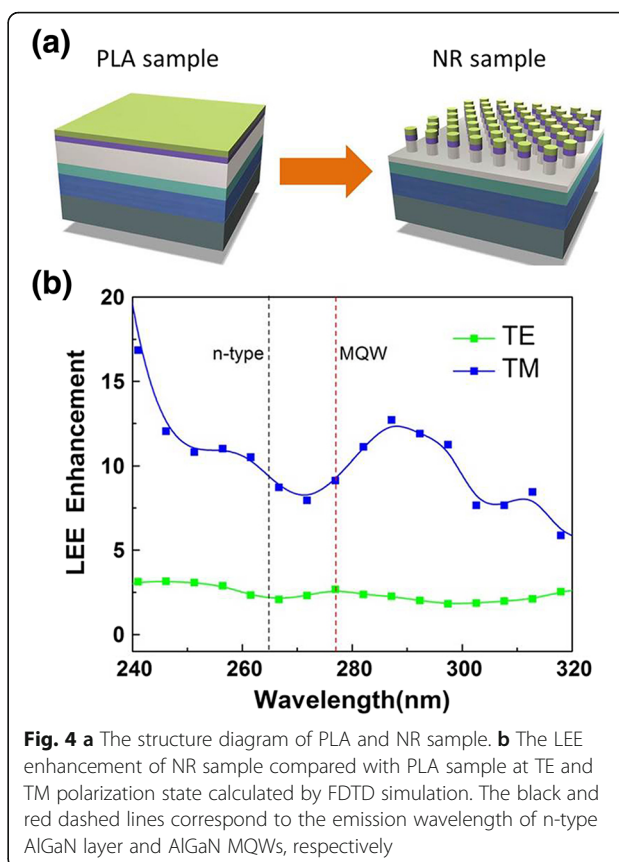 (a)
PLA sample
NR sample
(b)
20
15
10
5
0
LEE Enhancement
n-type
MQW
TE
TM
240
260
280
300
320
Wavelength(nm)
Fig. 4 a The structure diagram of PLA and NR sample. b The LEE
enhancement of NR sample compared with PLA sample at TE and
TM polarization state calculated by FDTD simulation. The black and
red dashed lines correspond to the emission wavelength of n-type
AlGaN layer and AlGaN MQWs, respectively